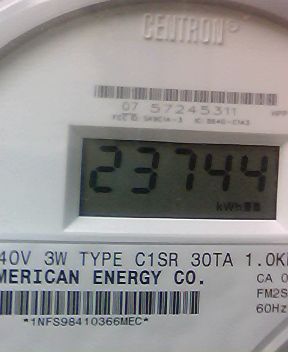 CENTRON®
07 57245311
23744
kWh
40V 3W TYPE C1SR 30TA 1.0K
MERICAN ENERGY CO.
CA 0
FM2S
60Hz
*1NFS98410366MEC*